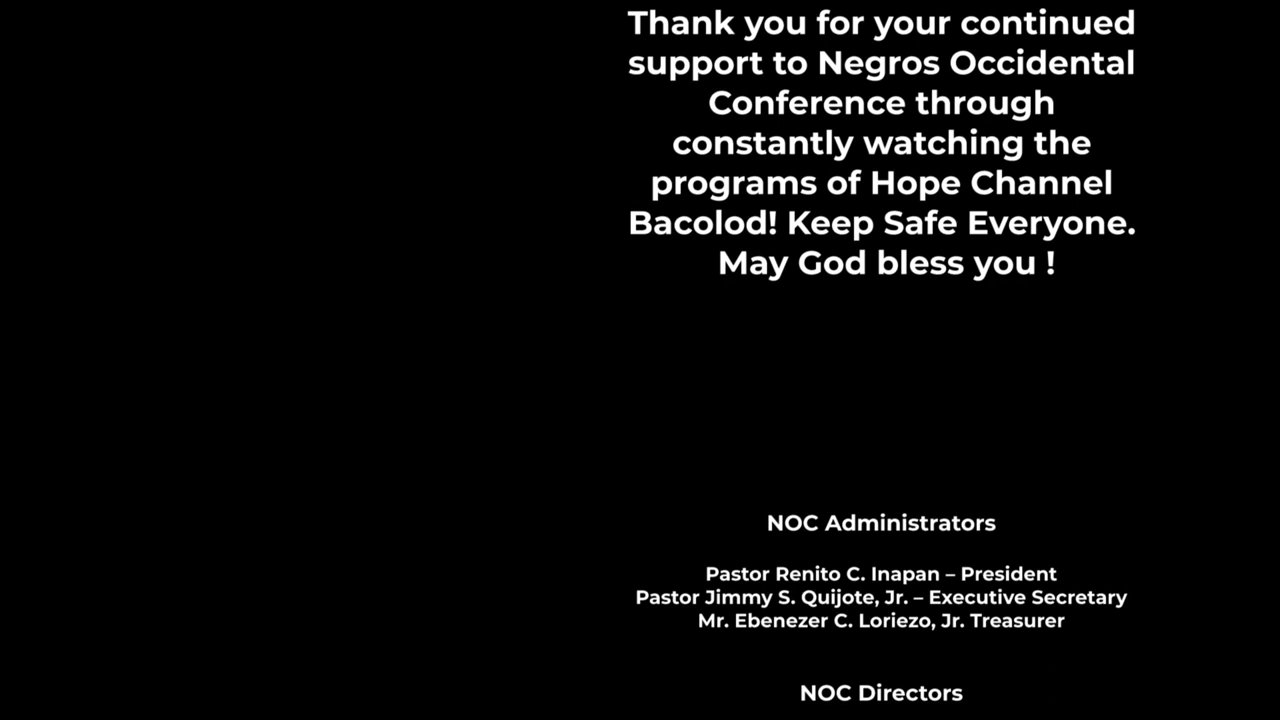 Thank you for your continued
support to Negros Occidental
Conference through
constantly watching the
programs of Hope Channel
Bacolod! Keep Safe Everyone.
May God bless you !
NOC Administrators
Pastor Renito C. Inapan – President
Pastor Jimmy S. Quijote, Jr. – Executive Secretary
Mr. Ebenezer C. Loriezo, Jr. Treasurer
NOC Directors